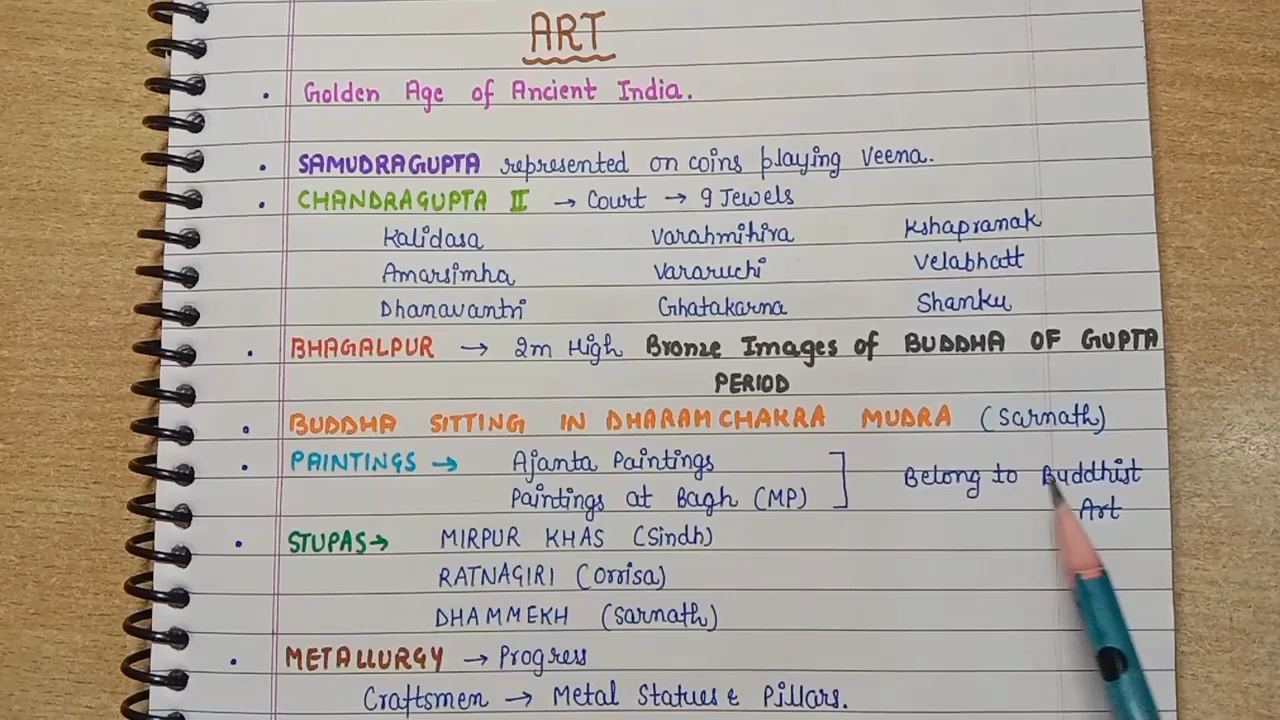 ART
• Golden Age of Ancient India.
• SAMUDRAGUPTA represented on coins playing Veena.
• CHANDRAGUPTA II → Court → 9 Jewels
Kalidasa Varahmihira Kshapranak
Amarsimha Vararuchi Velabhatt
Dhanavantri Ghatakarna Shanku
• BHAGALPUR → 2m High Bronze Images of BUDDHA OF GUPTA
PERIOD
• BUDDHA SITTING IN DHARAM CHAKRA MUDRA (Sarnath)
• PAINTINGS → Ajanta Paintings
Paintings at Bagh (MP) ] Belong to Buddhist
Art
• STUPAS → MIRPUR KHAS (Sindh)
RATNAGIRI (Orrisa)
DHAMMEKH (Sarnath)
• METALLURGY → Progress
Craftsmen → Metal Statues & Pillars.